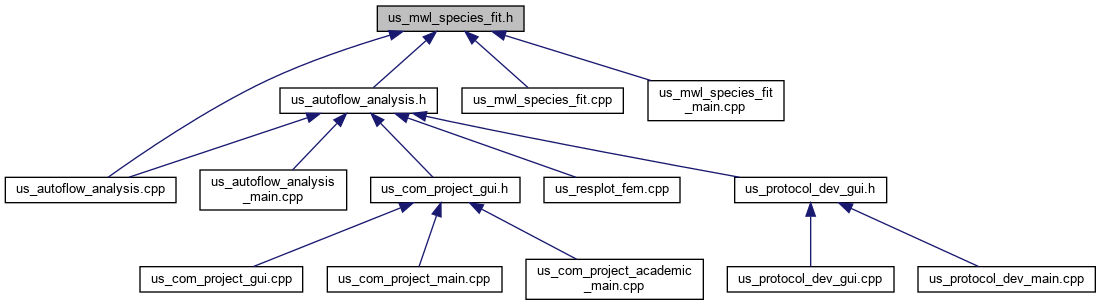 us_mwl_species_fit.h
us_autoflow_analysis.h
us_mwl_species_fit.cpp
us_mwl_species_fit
_main.cpp
us_autoflow_analysis.cpp
us_autoflow_analysis
_main.cpp
us_com_project_gui.h
us_resplot_fem.cpp
us_protocol_dev_gui.h
us_com_project_gui.cpp
us_com_project_main.cpp
us_com_project_academic
_main.cpp
us_protocol_dev_gui.cpp
us_protocol_dev_main.cpp